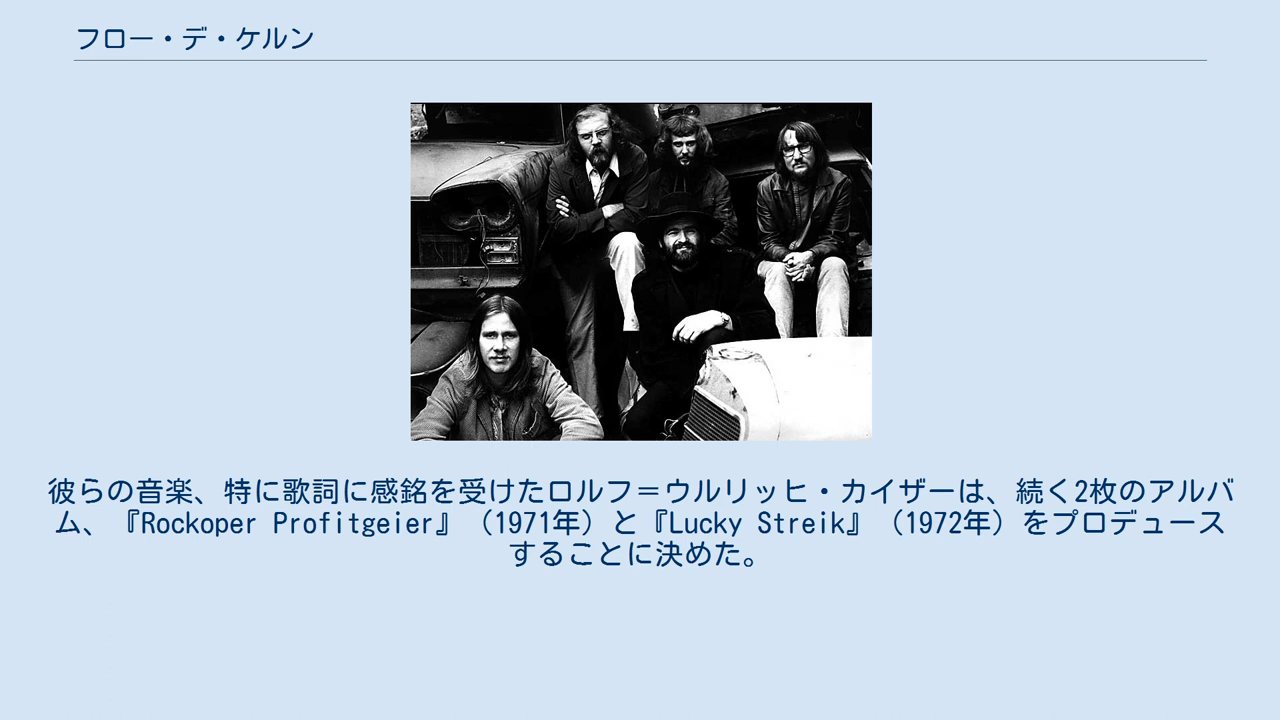 フロー・デ・ケルン
彼らの音楽、特に歌詞に感銘を受けたロルフ＝ウルリッヒ・カイザーは、続く2枚のアルバ
ム、『Rockoper Profitgeier』（1971年）と『Lucky Streik』（1972年）をプロデュース
することに決めた。